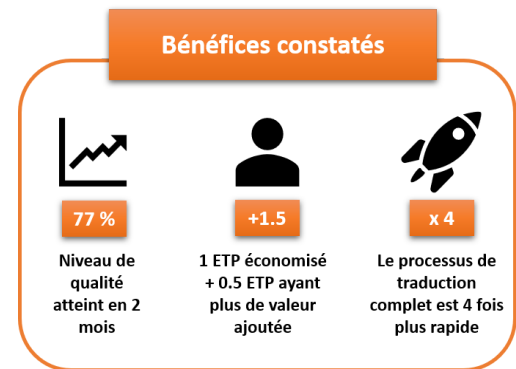 Bénéfices constatés
77 %
Niveau de
qualité
atteint en 2
mois
+1.5
1 ETP économisé
+ 0.5 ETP ayant
plus de valeur
ajoutée
x 4
Le processus de
traduction
complet est 4 fois
plus rapide